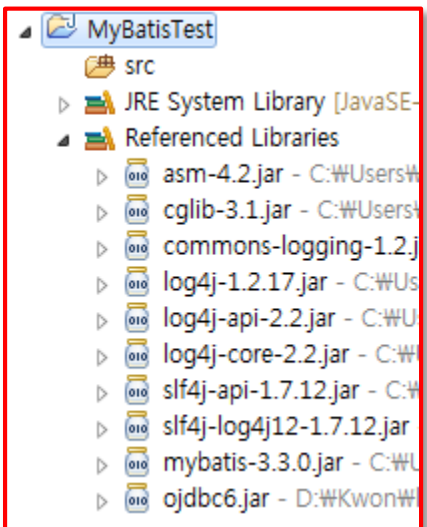 MyBatisTest
src
JRE System Library [JavaSE-
Referenced Libraries
asm-4.2.jar - C:₩Users₩
cglib-3.1.jar - C:₩Users₩
commons-logging-1.2.j
log4j-1.2.17.jar - C:₩Us
log4j-api-2.2.jar - C:₩U
log4j-core-2.2.jar - C:₩
slf4j-api-1.7.12.jar - C:₩
slf4j-log4j12-1.7.12.jar
mybatis-3.3.0.jar - C:₩U
ojdbc6.jar - D:₩Kwon₩